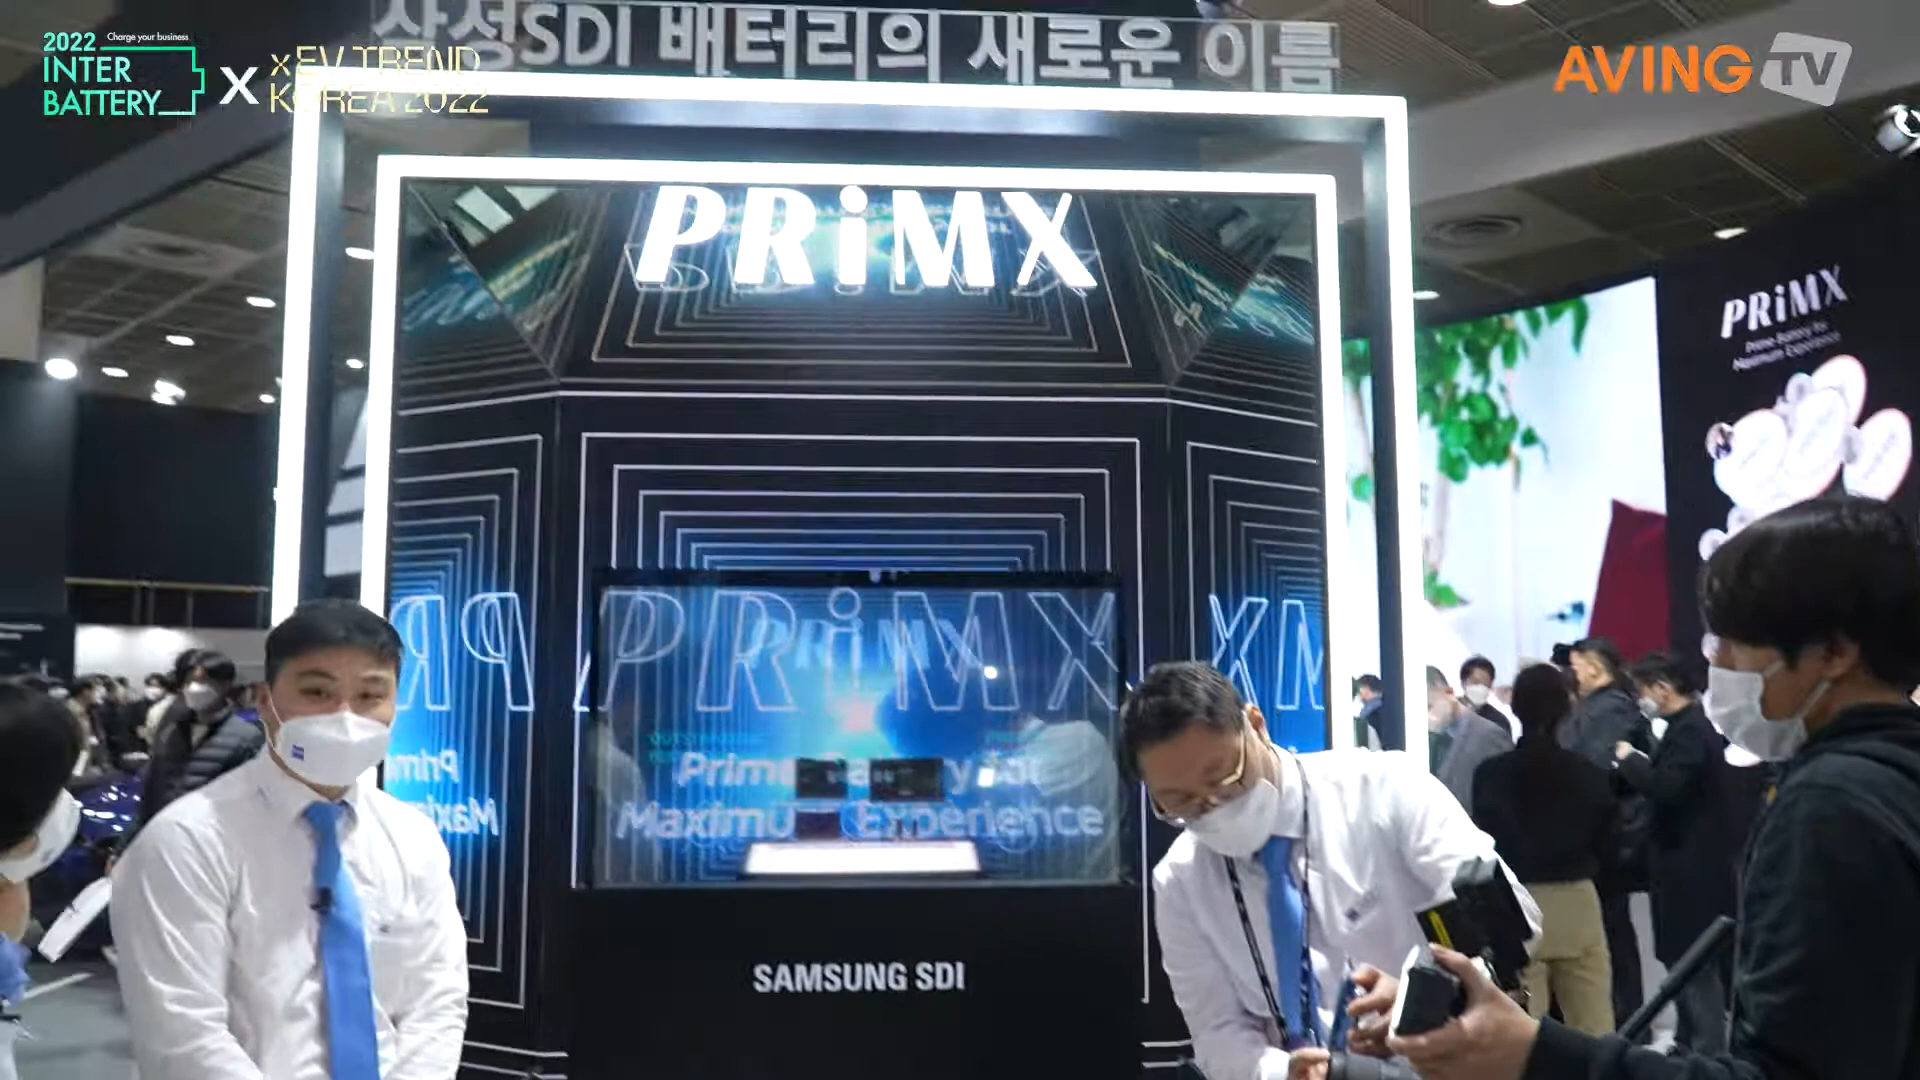 삼성SDI 배터리의 새로운 이름
2022 Charge your business
INTER
BATTERY
X
xEV TREND
KOREA 2022
AVING TV
PRiMX
PRiMX
Prime Battery for
Maximum Experience
PRiMX
Maximu Experience
SAMSUNG SDI